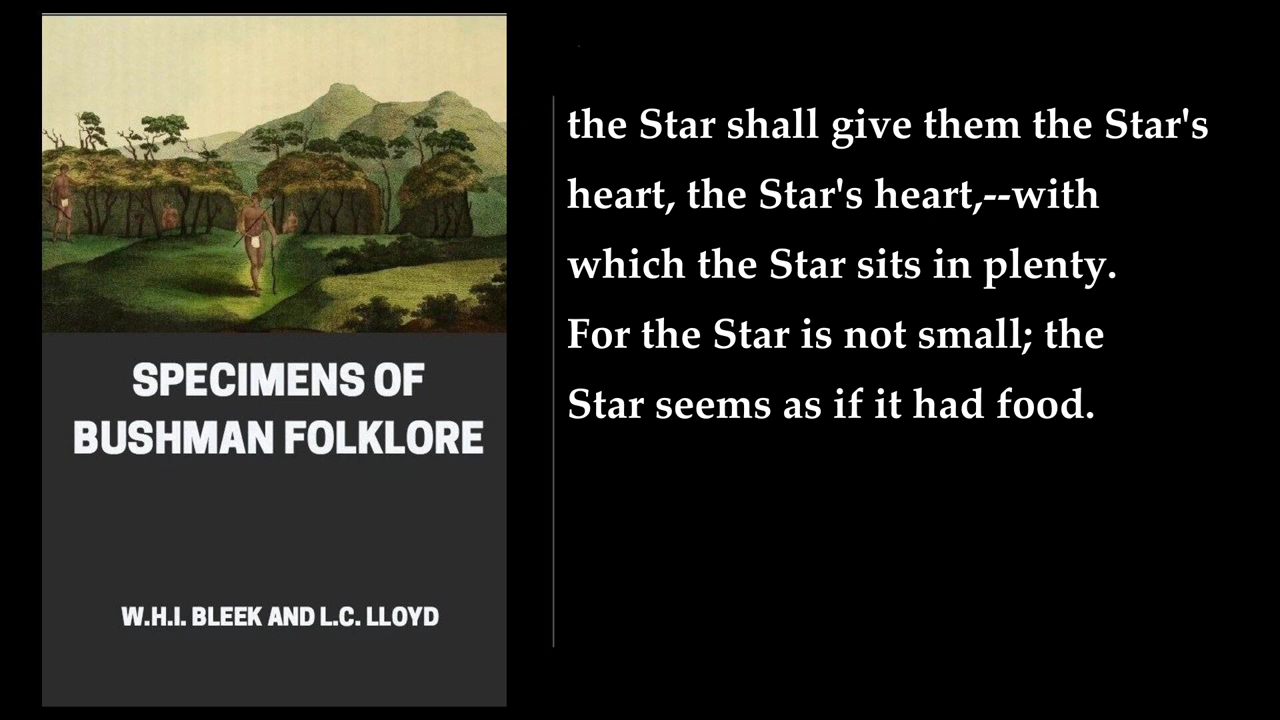 SPECIMENS OF
BUSHMAN FOLKLORE
W.H.I. BLEEK AND L.C. LLOYD
the Star shall give them the Star's
heart, the Star's heart,--with
which the Star sits in plenty.
For the Star is not small; the
Star seems as if it had food.